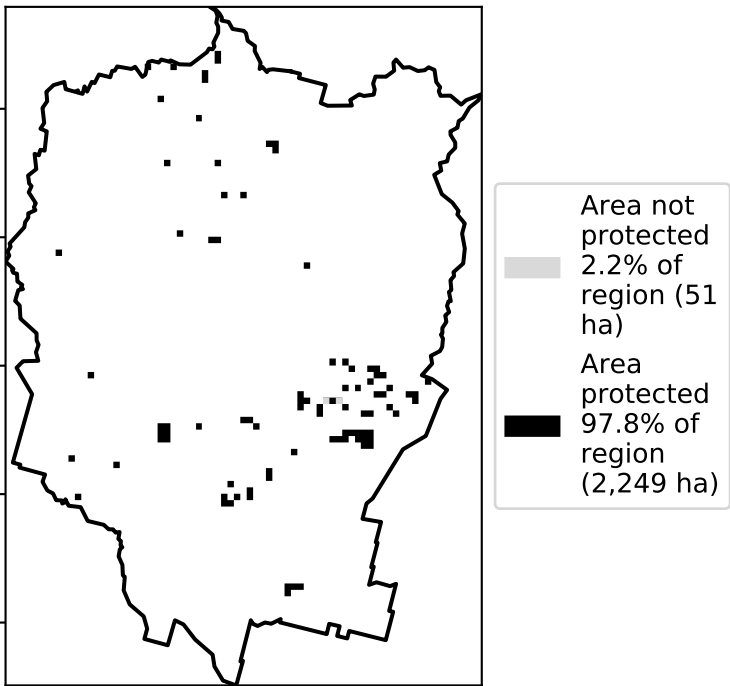 Area not
protected
2.2% of
region (51
ha)
Area
protected
97.8% of
region
(2,249 ha)